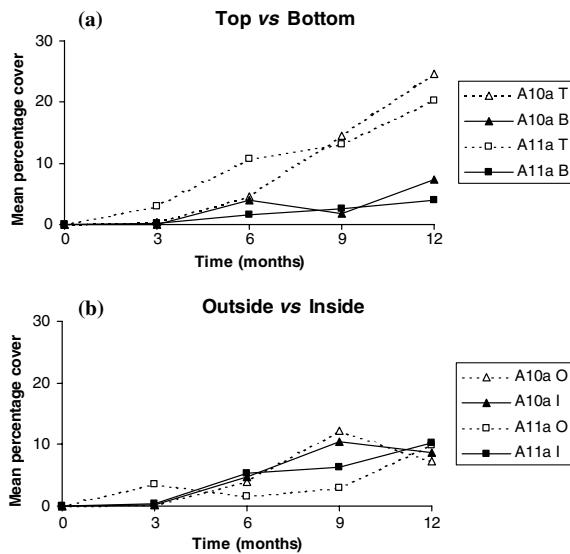 (a) Top vs Bottom
Mean percentage cover
30
20
10
0
0 3 6 9 12
Time (months)
A10a T
A10a B
A11a T
A11a B
(b) Outside vs Inside
Mean percentage cover
30
20
10
0
0 3 6 9 12
Time (months)
A10a O
A10a I
A11a O
A11a I